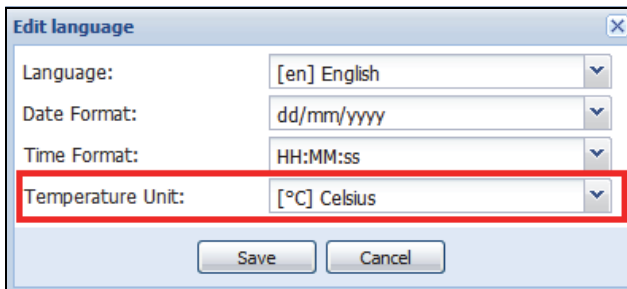 Edit language
Language: [en] English
Date Format: dd/mm/yyyy
Time Format: HH:MM:ss
Temperature Unit: [°C] Celsius
Save Cancel